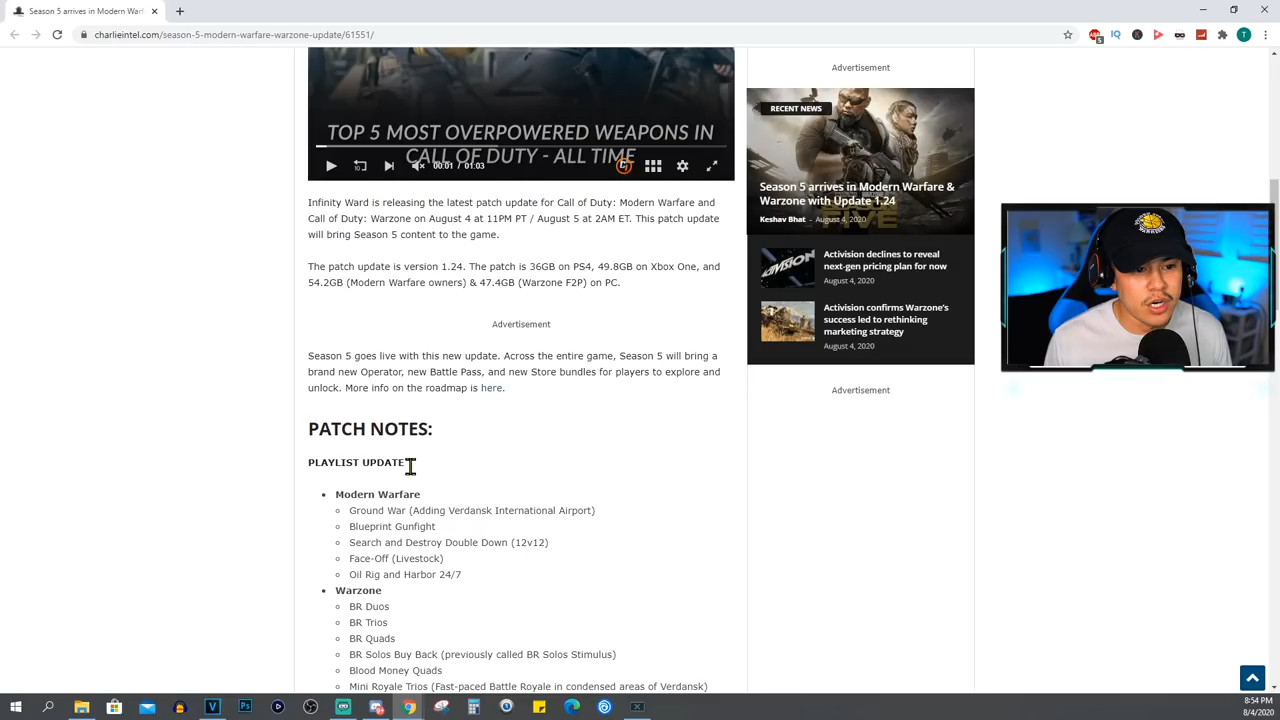 Season 5 arrives in Modern War
charlieintel.com/season-5-modern-warfare-warzone-update/61551/
TOP 5 MOST OVERPOWERED WEAPONS IN
CALL OF DUTY - ALL TIME
00:01 / 01:03
Infinity Ward is releasing the latest patch update for Call of Duty: Modern Warfare and
Call of Duty: Warzone on August 4 at 11PM PT / August 5 at 2AM ET. This patch update
will bring Season 5 content to the game.
The patch update is version 1.24. The patch is 36GB on PS4, 49.8GB on Xbox One, and
54.2GB (Modern Warfare owners) & 47.4GB (Warzone F2P) on PC.
Advertisement
Season 5 goes live with this new update. Across the entire game, Season 5 will bring a
brand new Operator, new Battle Pass, and new Store bundles for players to explore and
unlock. More info on the roadmap is here.
PATCH NOTES:
PLAYLIST UPDATE
Modern Warfare
Ground War (Adding Verdansk International Airport)
Blueprint Gunfight
Search and Destroy Double Down (12v12)
Face-Off (Livestock)
Oil Rig and Harbor 24/7
Warzone
BR Duos
BR Trios
BR Quads
BR Solos Buy Back (previously called BR Solos Stimulus)
Blood Money Quads
Mini Royale Trios (Fast-paced Battle Royale in condensed areas of Verdansk)
Advertisement
RECENT NEWS
Season 5 arrives in Modern Warfare &
Warzone with Update 1.24
Keshav Bhat - August 4, 2020
Activision declines to reveal
next-gen pricing plan for now
August 4, 2020
Activision confirms Warzone's
success led to rethinking
marketing strategy
August 4, 2020
Advertisement
8:54 PM
8/4/2020